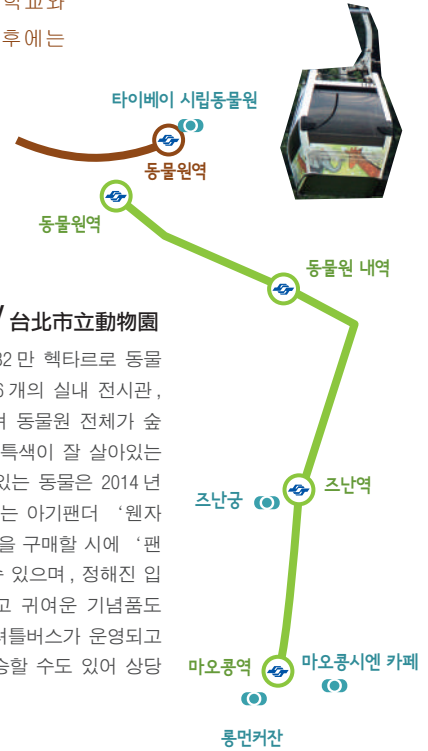 학교와
후에는
타이베이 시립동물원
동물원역
동물원역
동물원 내역
台北市立動物園
32만 헥타르로 동물
6개의 실내 전시관,
동물원 전체가 숲
특색이 잘 살아있는
있는 동물은 2014년
는 아기팬더 ‘웬자
을 구매할 시에 ‘팬
수 있으며, 정해진 입
고 귀여운 기념품도
셔틀버스가 운영되고
승할 수도 있어 상당
즈난궁
즈난역
마오콩역
마오콩시엔 카페
롱먼커잔